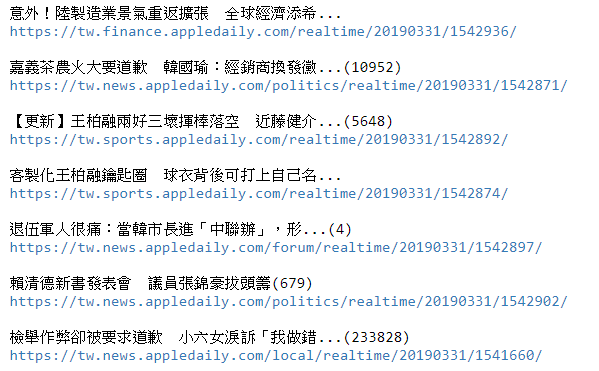 意外！陸製造業景氣重返擴張　全球經濟添希...
https://tw.finance.appledaily.com/realtime/20190331/1542936/
嘉義茶農火大要道歉　韓國瑜：經銷商換發黴...(10952)
https://tw.news.appledaily.com/politics/realtime/20190331/1542871/
【更新】王柏融兩好三壞揮棒落空　近藤健介...(5648)
https://tw.sports.appledaily.com/realtime/20190331/1542892/
客製化王柏融鑰匙圈　球衣背後可打上自己名...
https://tw.sports.appledaily.com/realtime/20190331/1542874/
退伍軍人很痛：當韓市長進「中聯辦」，形...(4)
https://tw.news.appledaily.com/forum/realtime/20190331/1542897/
賴清德新書發表會　議員張錦豪拔頭籌(679)
https://tw.news.appledaily.com/politics/realtime/20190331/1542902/
檢舉作弊卻被要求道歉　小六女淚訴「我做錯...(233828)
https://tw.news.appledaily.com/local/realtime/20190331/1541660/